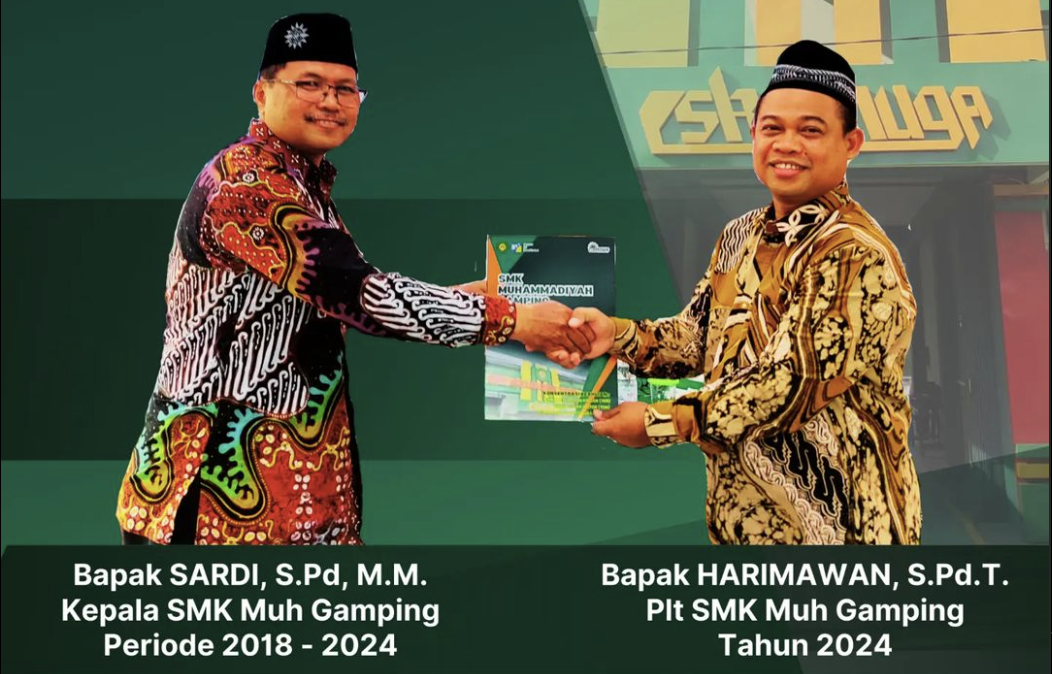 SMK
MUHAMMADIYAH
GAMPING
Bapak SARDI, S.Pd, M.M.
Kepala SMK Muh Gamping
Periode 2018 - 2024
Bapak HARIMAWAN, S.Pd.T.
Plt SMK Muh Gamping
Tahun 2024